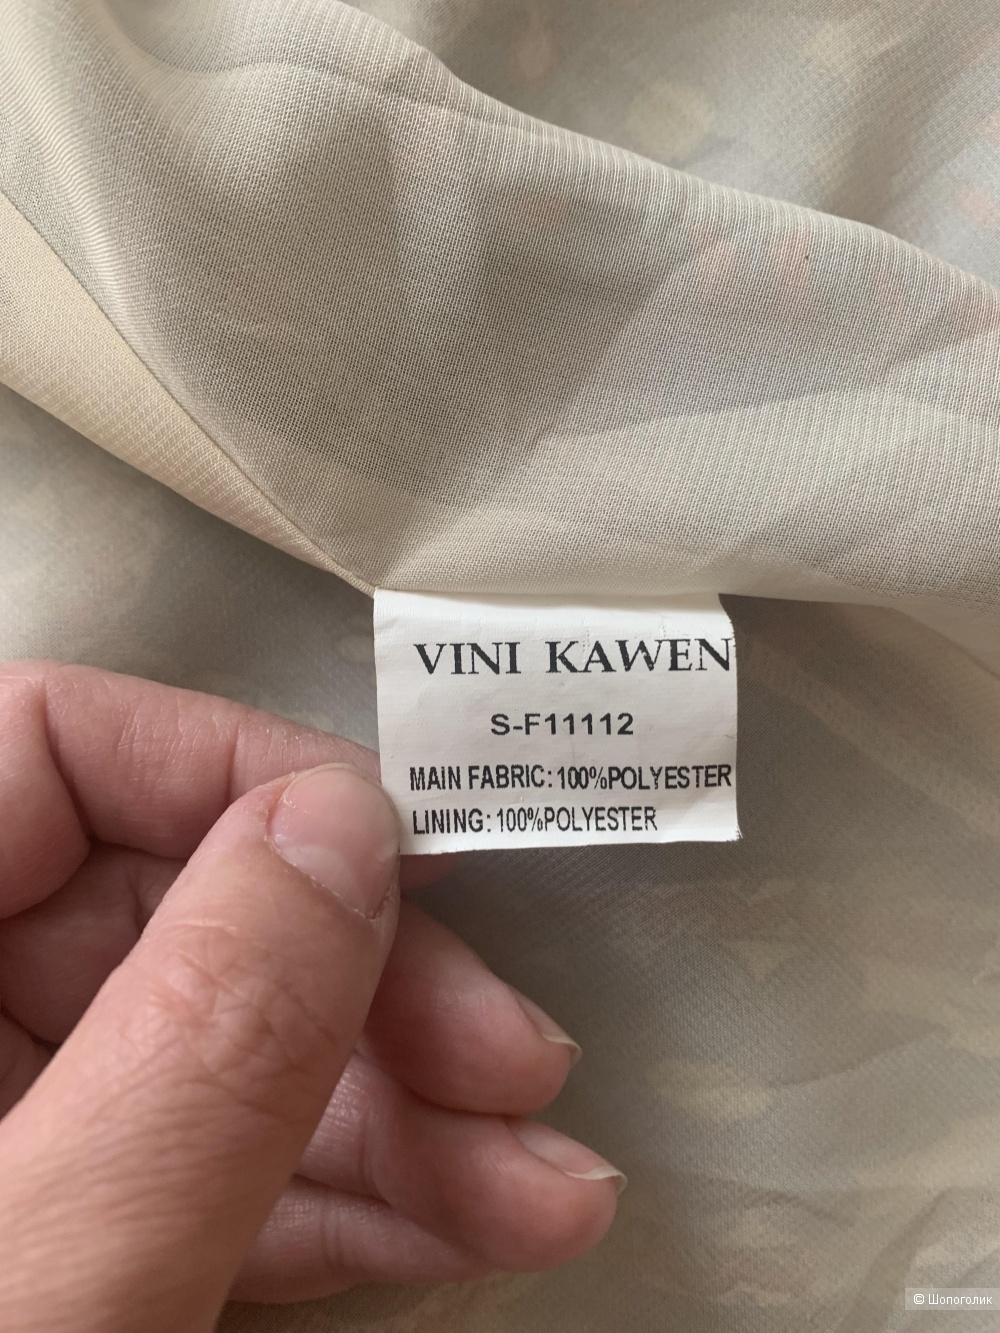 VINI KAWEN
S-F11112
MAIN FABRIC:100%POLYESTER
LINING:100%POLYESTER
© Шопоголик